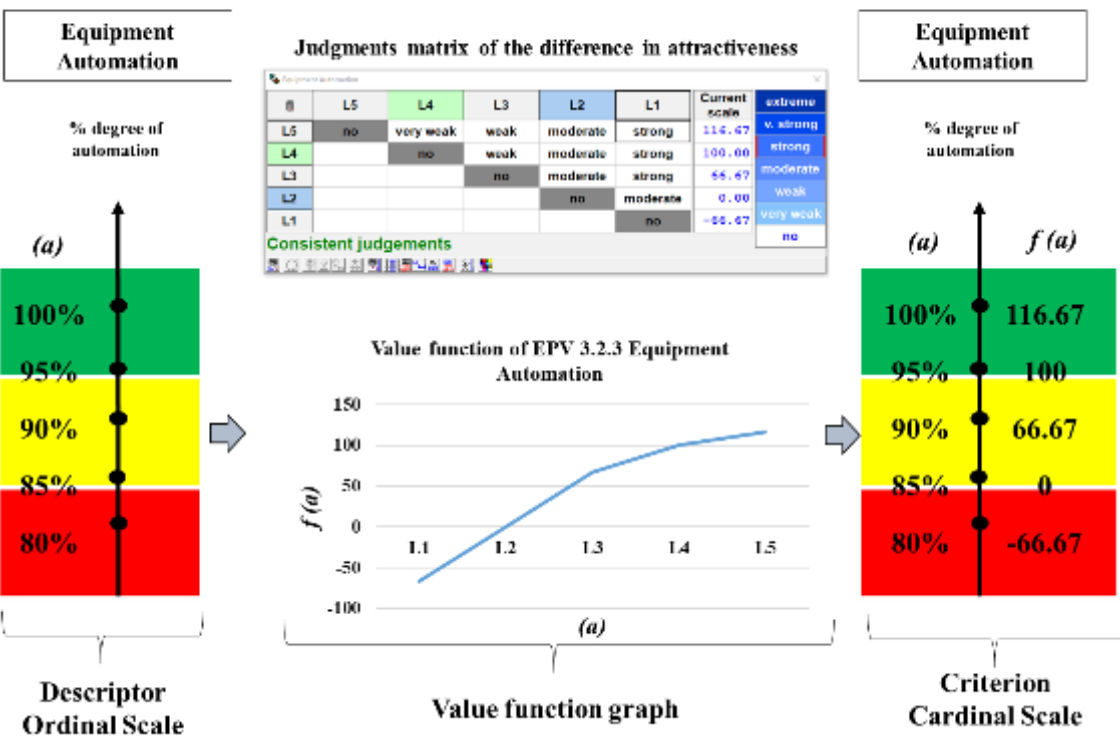 Equipment
Automation
% degree of
automation
(a)
100%
95%
90%
85%
80%
Descriptor
Ordinal Scale
Judgments matrix of the difference in attractiveness
Equipment Automation
L5 L4 L3 L2 L1 Current scale
L5 no very weak weak moderate strong 116.67
L4 no weak moderate strong 100.00
L3 no moderate strong 66.67
L2 no moderate 0.00
L1 no -66.67
Consistent judgements
extreme
v. strong
strong
moderate
weak
very weak
no
Value function of EPV 3.2.3 Equipment
Automation
150
100
50
0
-50
-100
f (a)
L1 L2 L3 L4 L5
(a)
Value function graph
Equipment
Automation
% degree of
automation
(a) f (a)
100% 116.67
95% 100
90% 66.67
85% 0
80% -66.67
Criterion
Cardinal Scale